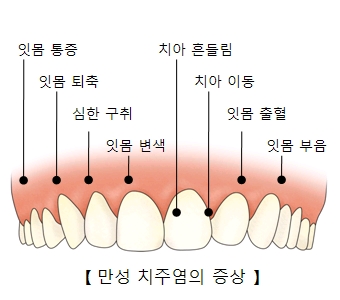 잇몸 통증
치아 흔들림
잇몸 퇴축
치아 이동
심한 구취
잇몸 출혈
잇몸 변색
잇몸 부음
【 만성 치주염의 증상 】